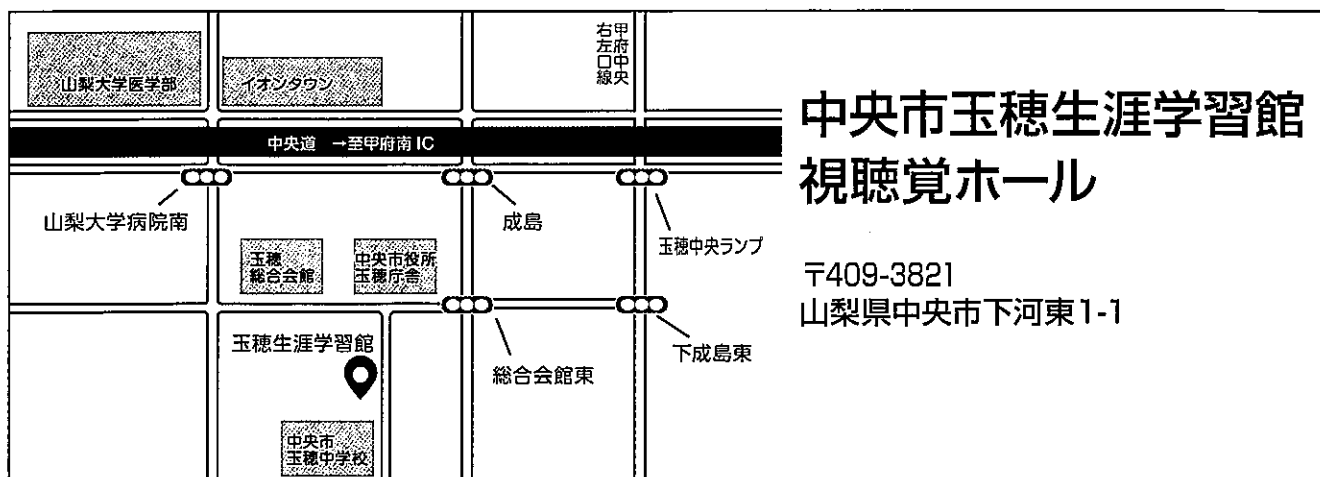 山梨大学医学部
イオンタウン
甲府中央
右左口線
中央道 →至甲府南IC
山梨大学病院南
成島
玉穂中央ランプ
玉穂
総合会館
中央市役所
玉穂庁舎
玉穂生涯学習館
総合会館東
下成島東
中央市
玉穂中学校
中央市玉穂生涯学習館
視聴覚ホール
〒409-3821
山梨県中央市下河東1-1